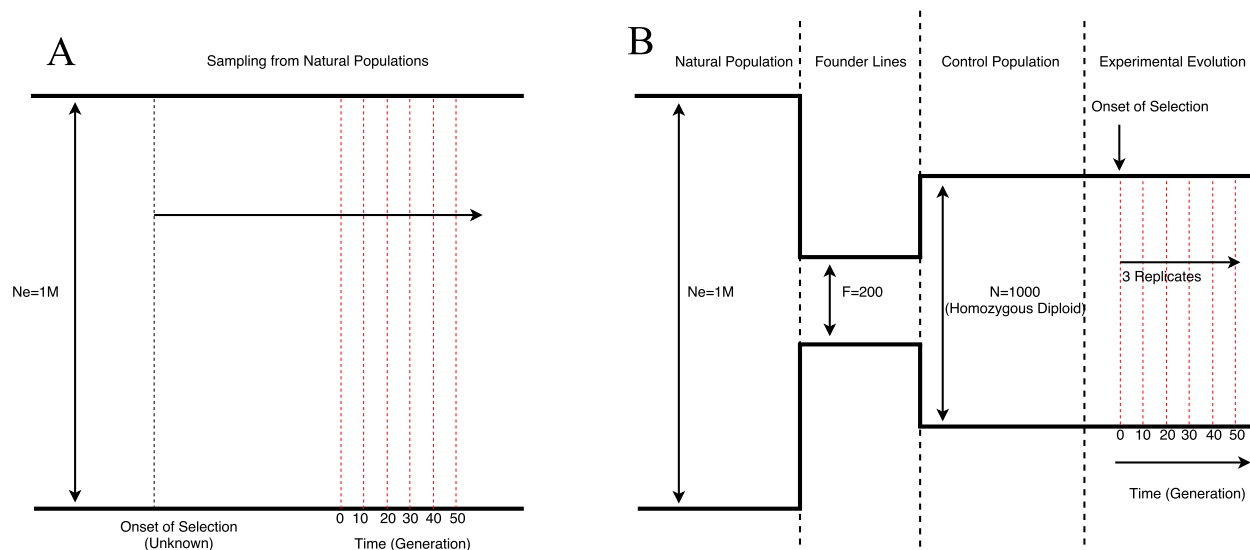 A
Sampling from Natural Populations
Ne=1M
Onset of Selection
(Unknown)
0 10 20 30 40 50
Time (Generation)
B
Natural Population
Founder Lines
Control Population
Experimental Evolution
Onset of Selection
Ne=1M
F=200
N=1000
(Homozygous Diploid)
3 Replicates
0 10 20 30 40 50
Time (Generation)